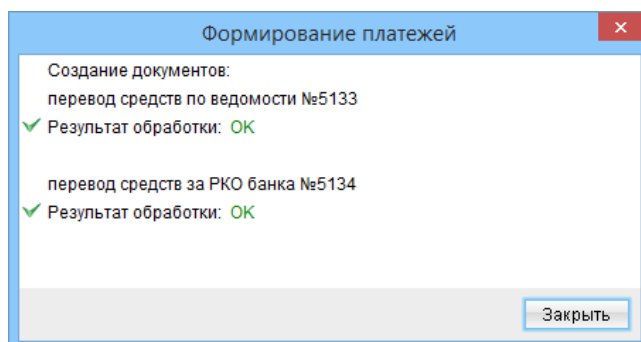 Формирование платежей
Создание документов:
перевод средств по ведомости №5133
Результат обработки: OK
перевод средств за РКО банка №5134
Результат обработки: OK
Закрыть